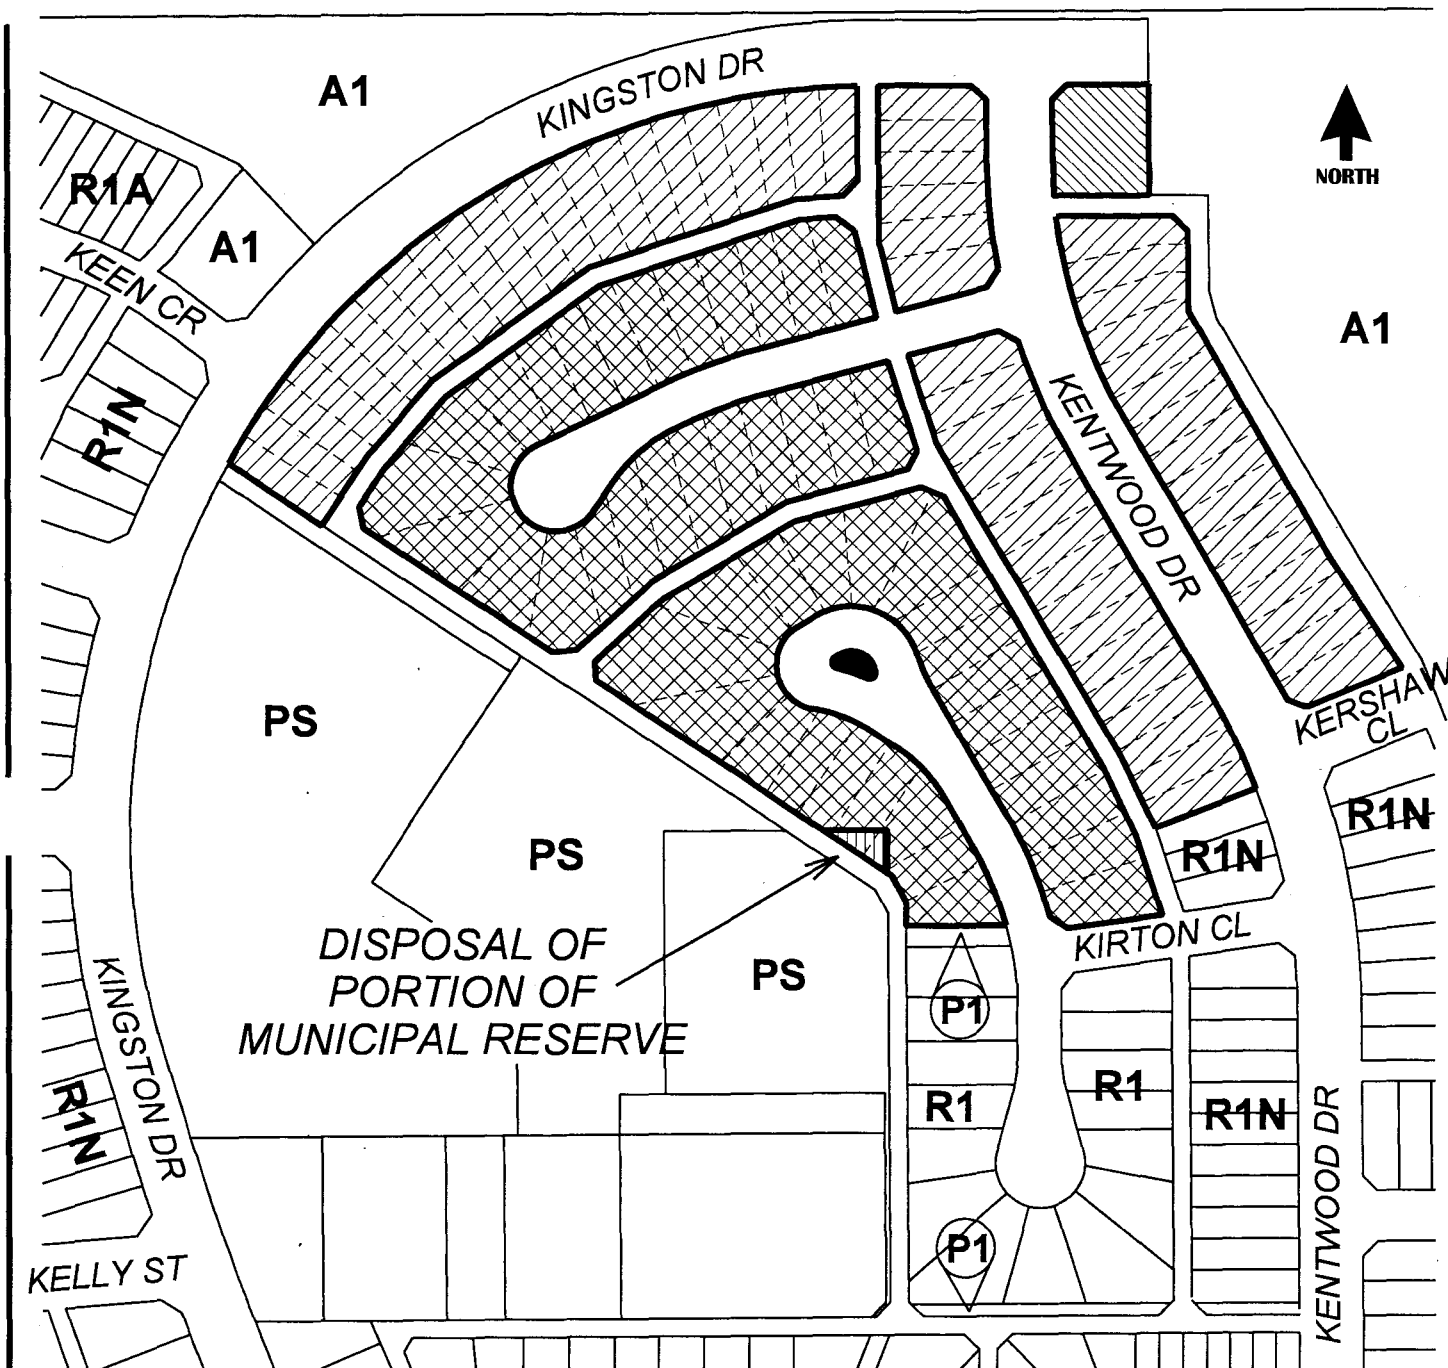 KINGSTON DR
A1
NORTH
R1A
A1
KEEN CR
A1
R1N
KENTWOOD DR
KERSHAW
CL
PS
R1N
PS
R1N
DISPOSAL OF
PORTION OF
MUNICIPAL RESERVE
PS
KIRTON CL
P1
KINGSTON DR
R1N
R1
R1
R1N
KENTWOOD DR
P1
KELLY ST